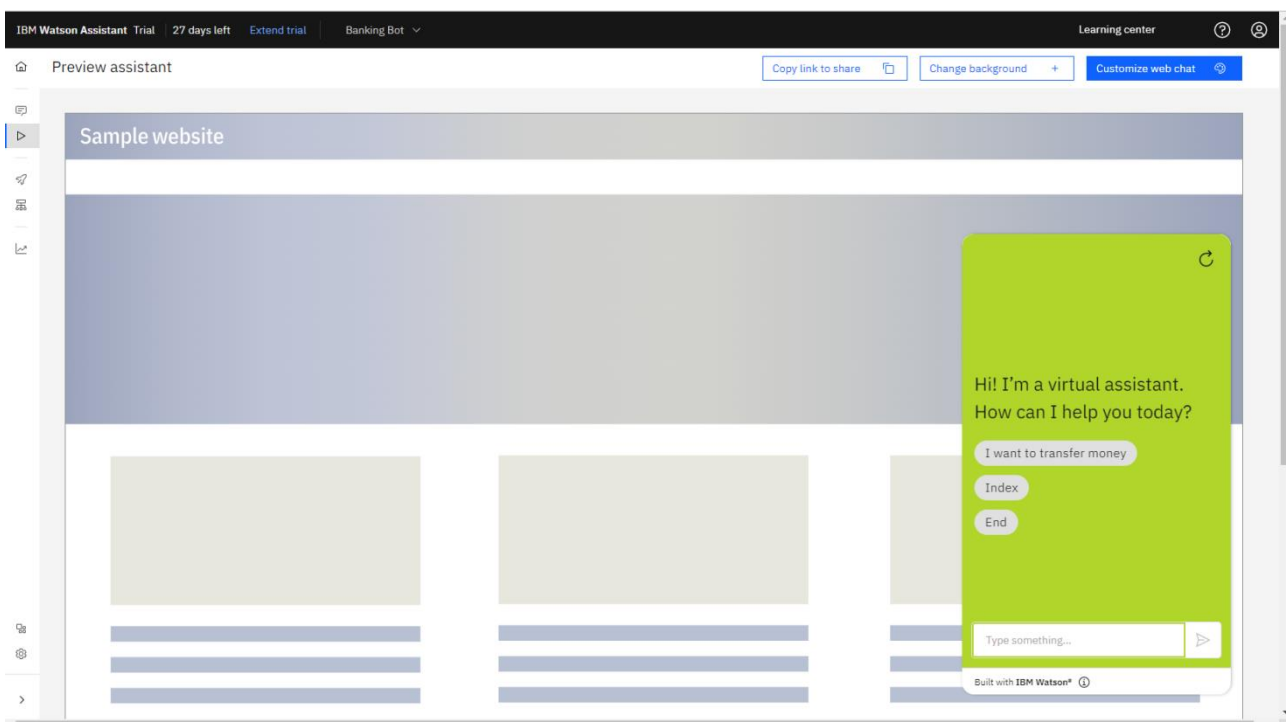 IBM Watson Assistant Trial 27 days left Extend trial Banking Bot Learning center
Preview assistant Copy link to share Change background + Customize web chat
Sample website
Hi! I'm a virtual assistant.
How can I help you today?
I want to transfer money
Index
End
Type something...
Built with IBM Watson®